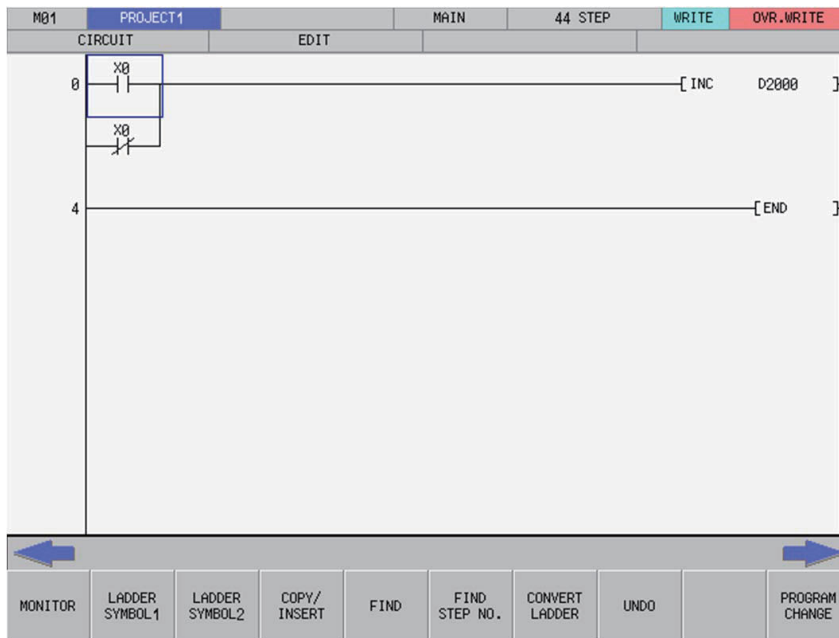 M01 PROJECT1 MAIN 44 STEP WRITE OVR.WRITE
CIRCUIT EDIT
X0
0 INC D2000
X0
4 END
MONITOR LADDER SYMBOL1 LADDER SYMBOL2 COPY/ INSERT FIND FIND STEP NO. CONVERT LADDER UNDO PROGRAM CHANGE